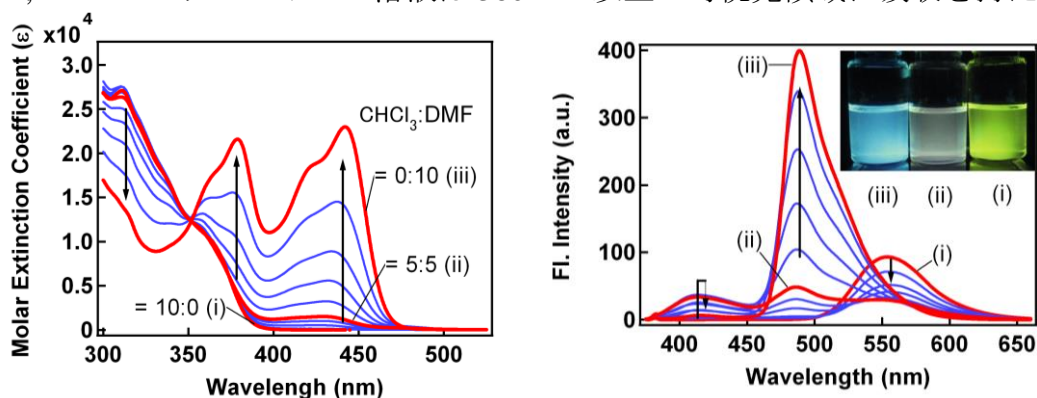 ×10⁴
Molar Extinction Coefficient (ε)
3.0
2.5
2.0
1.5
1.0
0.5
0
300
350
400
450
500
Wavelengh (nm)
CHCl₃:DMF
= 0:10 (iii)
= 5:5 (ii)
= 10:0 (i)
Fl. Intensity (a.u.)
400
300
200
100
0
400
450
500
550
600
650
Wavelength (nm)
(iii)
(ii)
(i)
(iii)
(ii)
(i)